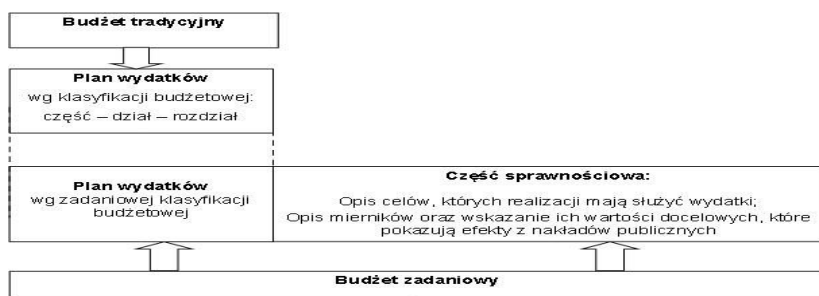 Budżet tradycyjny
Plan wydatków
wg klasyfikacji budżetowej:
część – dział – rozdział
Plan wydatków
wg zadaniowej klasyfikacji
budżetowej
Część sprawnościowa:
Opis celów, których realizacji mają służyć wydatki;
Opis mierników oraz wskazanie ich wartości docelowych, które
pokazują efekty z nakładów publicznych
Budżet zadaniowy